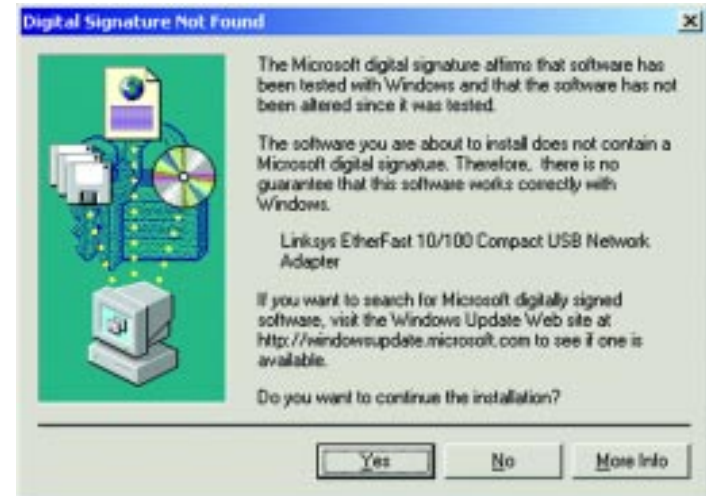 Digital Signature Not Found
The Microsoft digital signature affirms that software has
been tested with Windows and that the software has not
been altered since it was tested.
The software you are about to install does not contain a
Microsoft digital signature. Therefore, there is no
guarantee that this software works correctly with
Windows.
Linksys EtherFast 10/100 Compact USB Network
Adapter
If you want to search for Microsoft digitally signed
software, visit the Windows Update Web site at
http://windowsupdate.microsoft.com to see if one is
available.
Do you want to continue the installation?
Yes
No
More Info